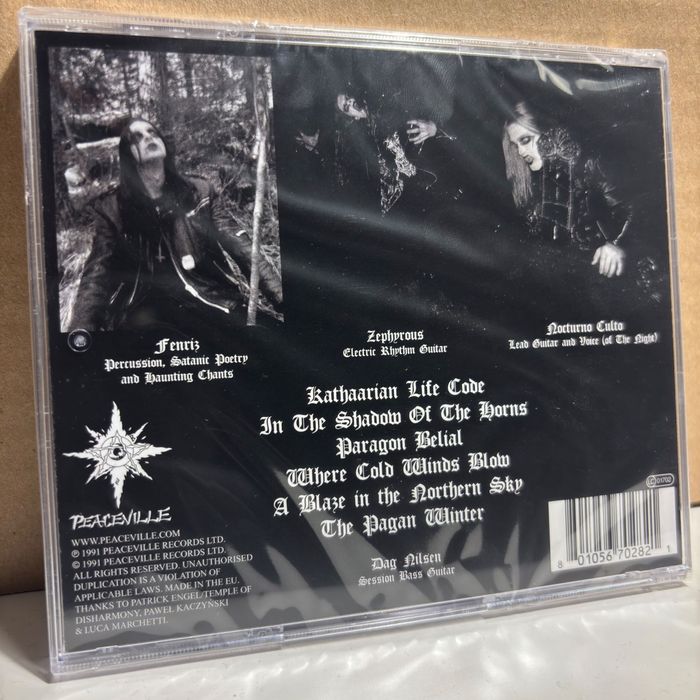 Fenriz
Percussion, Satanic Poetry
and Haunting Chants
Zephyrous
Electric Rhythm Guitar
Nocturno Culto
Lead Guitar and Voice (of The Night)
Kathaarian Life Code
In The Shadow Of The Horns
Paragon Belial
Where Cold Winds Blow
A Blaze in the Northern Sky
The Pagan Winter
Dag Nilsen
Session Bass Guitar
PEACEVILLE
WWW.PEACEVILLE.COM
℗ 1991 PEACEVILLE RECORDS LTD.
© 1991 PEACEVILLE RECORDS LTD.
ALL RIGHTS RESERVED. UNAUTHORISED
DUPLICATION IS A VIOLATION OF
APPLICABLE LAWS. MADE IN THE EU.
THANKS TO PATRICK ENGEL/TEMPLE OF
DISHARMONY, PAWEŁ KACZYŃSKI
& LUCA MARCHETTI.
LC 01702
8 01056 70282 1